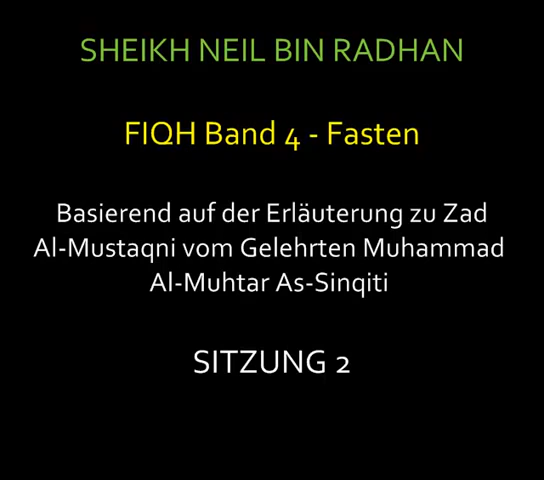 SHEIKH NEIL BIN RADHAN
FIQH Band 4 - Fasten
Basierend auf der Erläuterung zu Zad
Al-Mustaqni vom Gelehrten Muhammad
Al-Muhtar As-Sinqiti
SITZUNG 2